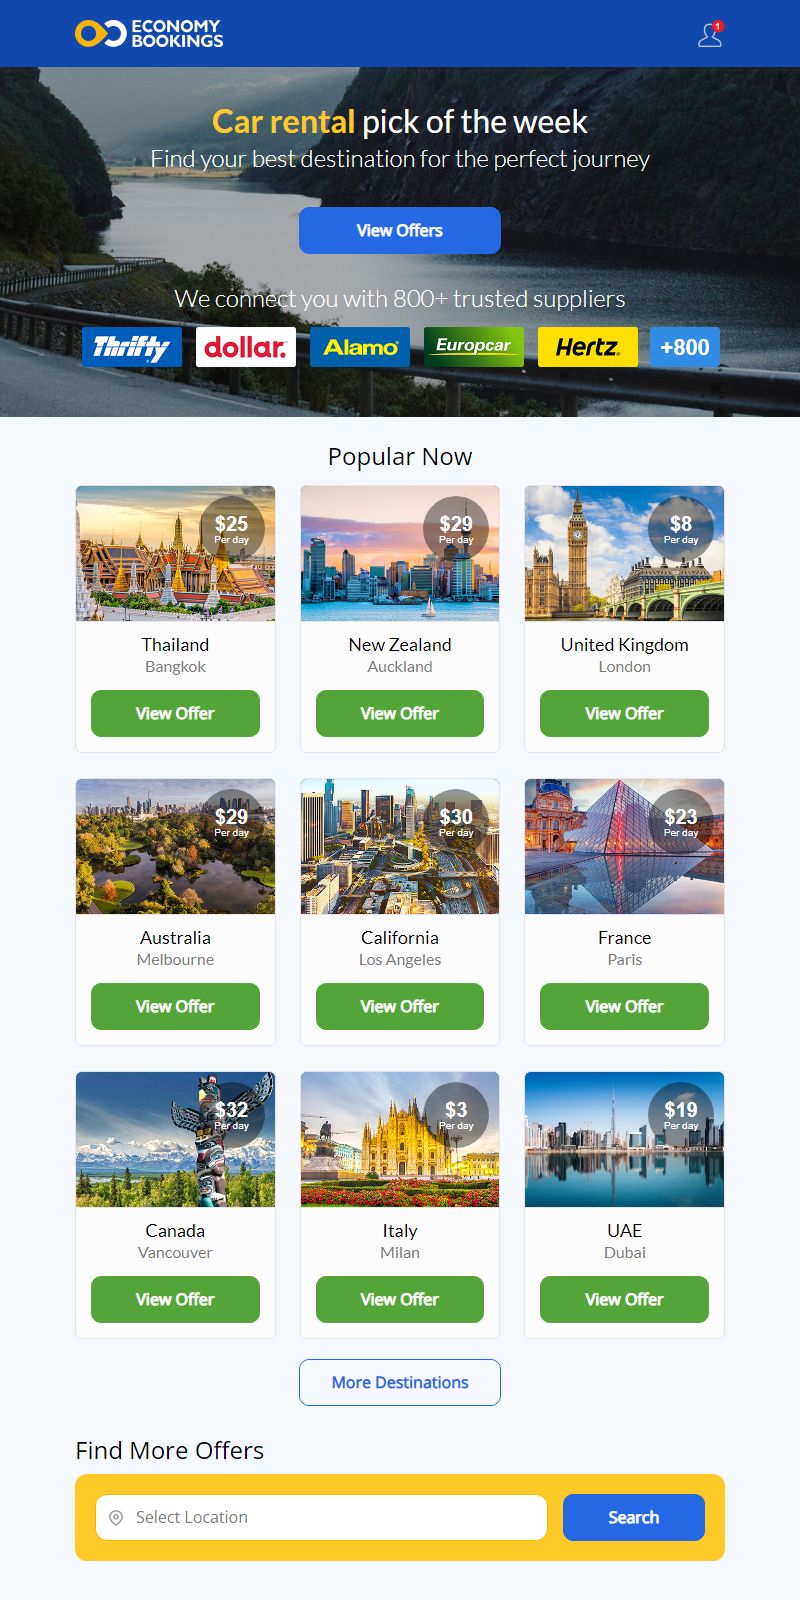 ECONOMY
BOOKINGS
1
Car rental pick of the week
Find your best destination for the perfect journey
View Offers
We connect you with 800+ trusted suppliers
Thrifty
dollar.
Alamo
Europcar
Hertz
+800
Popular Now
$25
Per day
Thailand
Bangkok
View Offer
$29
Per day
New Zealand
Auckland
View Offer
$8
Per day
United Kingdom
London
View Offer
$29
Per day
Australia
Melbourne
View Offer
$30
Per day
California
Los Angeles
View Offer
$23
Per day
France
Paris
View Offer
$32
Per day
Canada
Vancouver
View Offer
$3
Per day
Italy
Milan
View Offer
$19
Per day
UAE
Dubai
View Offer
More Destinations
Find More Offers
Select Location
Search